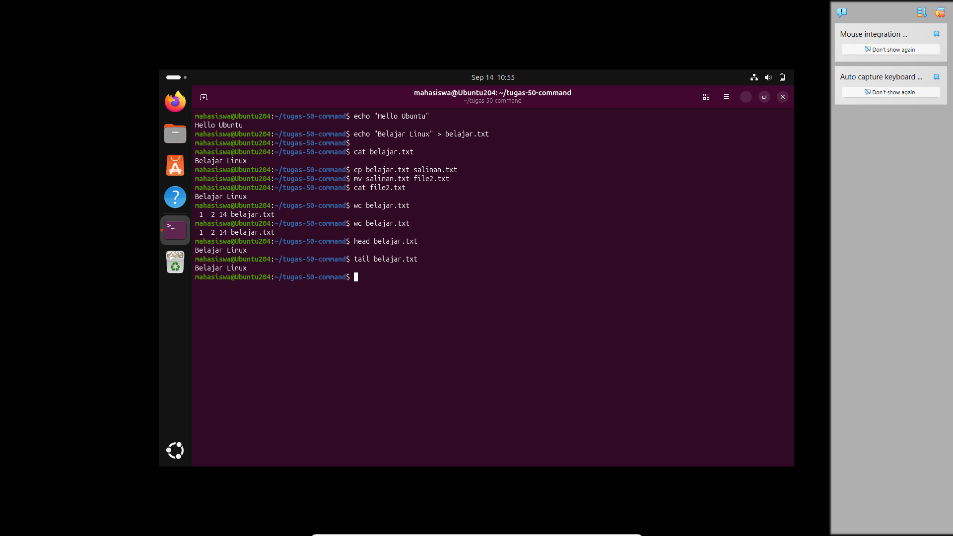 Sep 14 10:55
mahasiswa@Ubuntu204: ~/tugas-50-command
~/tugas-50-command
mahasiswa@Ubuntu204:~/tugas-50-command$ echo "Hello Ubuntu"
Hello Ubuntu
mahasiswa@Ubuntu204:~/tugas-50-command$ echo "Belajar Linux" > belajar.txt
mahasiswa@Ubuntu204:~/tugas-50-command$
mahasiswa@Ubuntu204:~/tugas-50-command$ cat belajar.txt
Belajar Linux
mahasiswa@Ubuntu204:~/tugas-50-command$ cp belajar.txt salinan.txt
mahasiswa@Ubuntu204:~/tugas-50-command$ mv salinan.txt file2.txt
mahasiswa@Ubuntu204:~/tugas-50-command$ cat file2.txt
Belajar Linux
mahasiswa@Ubuntu204:~/tugas-50-command$ wc belajar.txt
1 2 14 belajar.txt
mahasiswa@Ubuntu204:~/tugas-50-command$ wc belajar.txt
1 2 14 belajar.txt
mahasiswa@Ubuntu204:~/tugas-50-command$ head belajar.txt
Belajar Linux
mahasiswa@Ubuntu204:~/tugas-50-command$ tail belajar.txt
Belajar Linux
mahasiswa@Ubuntu204:~/tugas-50-command$
Mouse integration ...
Don't show again
Auto capture keyboard ...
Don't show again